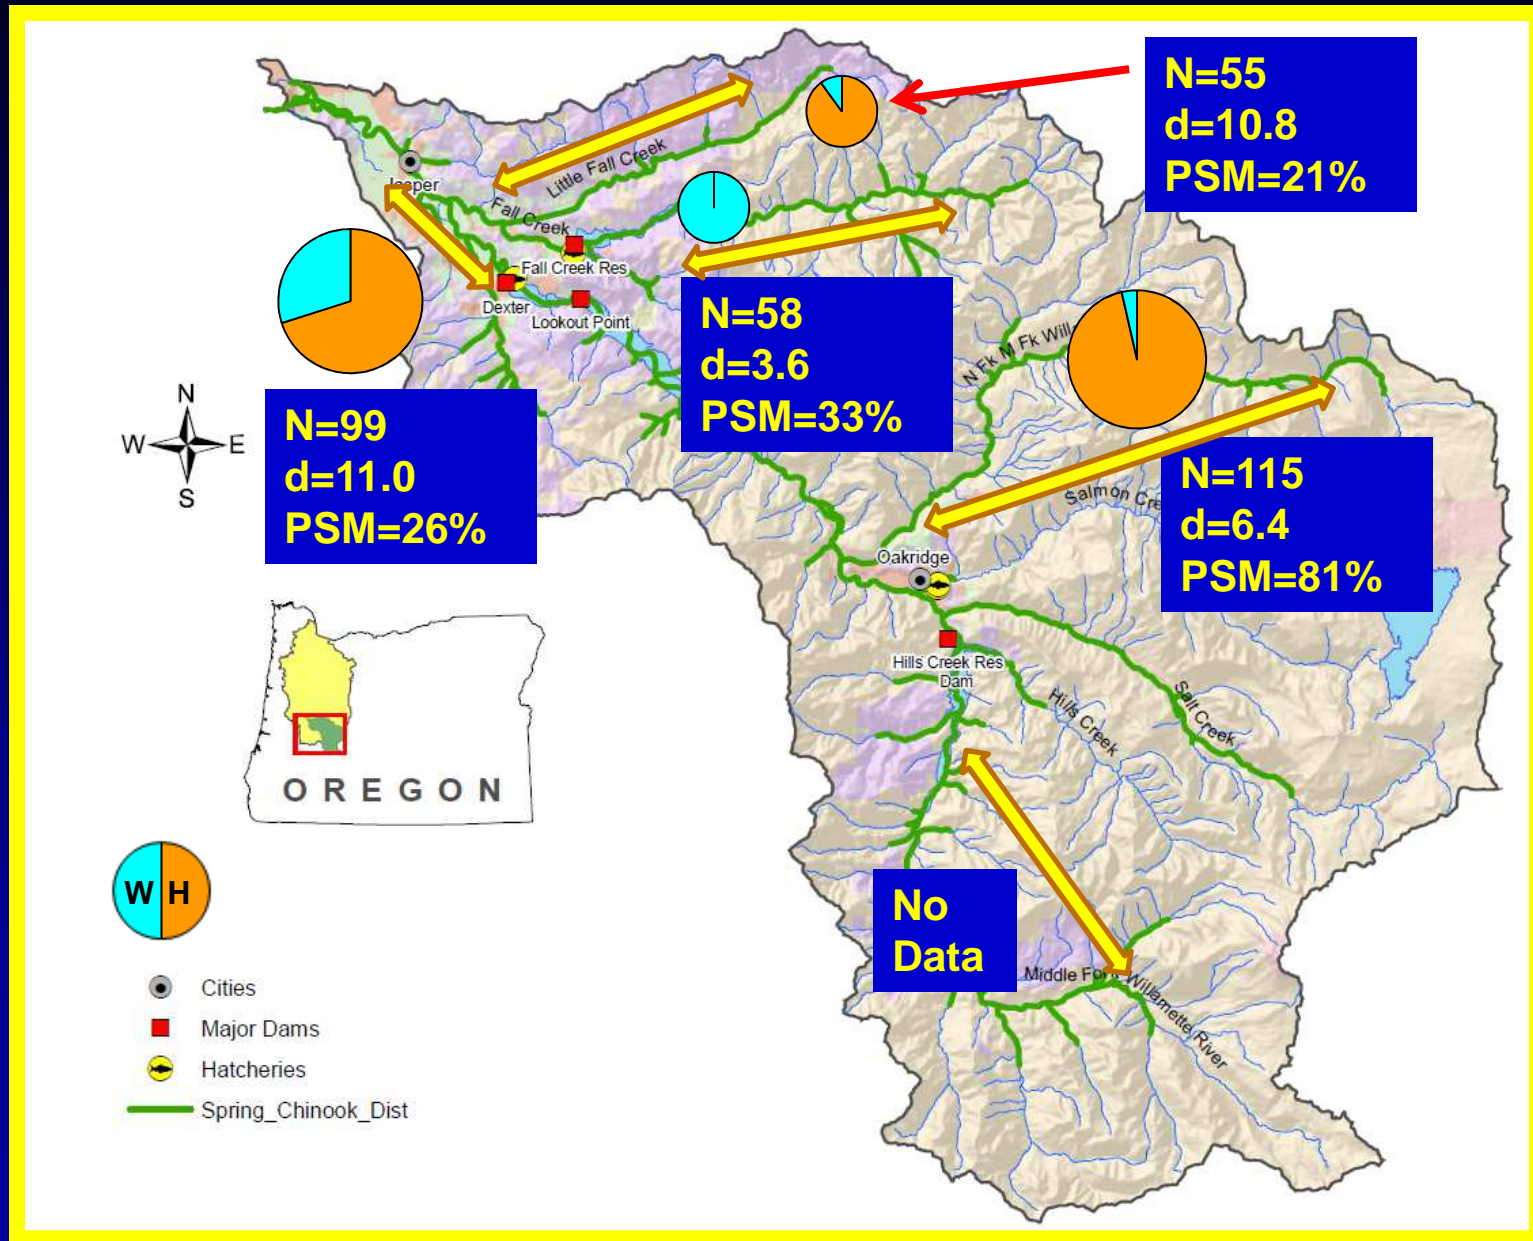 N=55
d=10.8
PSM=21%
Jasper
Little Fall Creek
Fall Creek
Fall Creek Res
Dexter
Lookout Point
N=58
d=3.6
PSM=33%
N Fk M Fk
N
W
E
S
N=99
d=11.0
PSM=26%
Salmon
N=115
d=6.4
PSM=81%
Oakridge
Hills Creek Res
Dam
Hills Creek
Salt Creek
OREGON
W H
No
Data
Middle Fork Willamette River
Cities
Major Dams
Hatcheries
Spring_Chinook_Dist